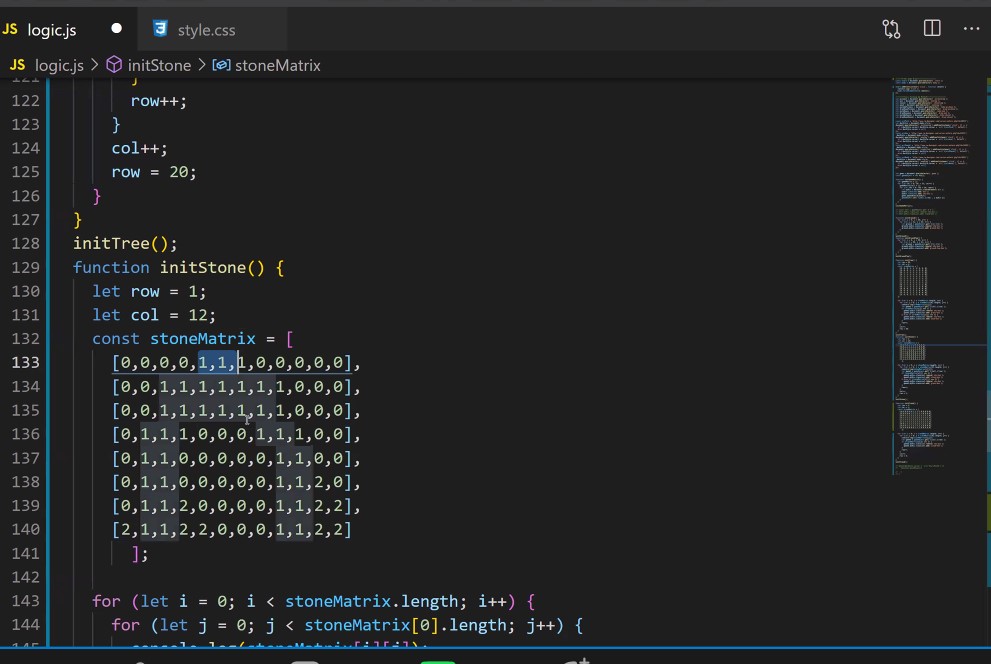 JS logic.js style.css
JS logic.js > initStone > stoneMatrix
121 }
122 row++;
123 }
124 col++;
125 row = 20;
126 }
127 }
128 initTree();
129 function initStone() {
130 let row = 1;
131 let col = 12;
132 const stoneMatrix = [
133 [0,0,0,0,1,1,1,0,0,0,0,0],
134 [0,0,1,1,1,1,1,1,1,0,0,0],
135 [0,0,1,1,1,1,1,1,1,0,0,0],
136 [0,1,1,1,0,0,0,1,1,1,0,0],
137 [0,1,1,0,0,0,0,0,1,1,0,0],
138 [0,1,1,0,0,0,0,0,1,1,2,0],
139 [0,1,1,2,0,0,0,0,1,1,2,2],
140 [2,1,1,2,2,0,0,0,1,1,2,2]
141 ];
142
143 for (let i = 0; i < stoneMatrix.length; i++) {
144 for (let j = 0; j < stoneMatrix[0].length; j++) {
145 console.log(stoneMatrix[i][j]);